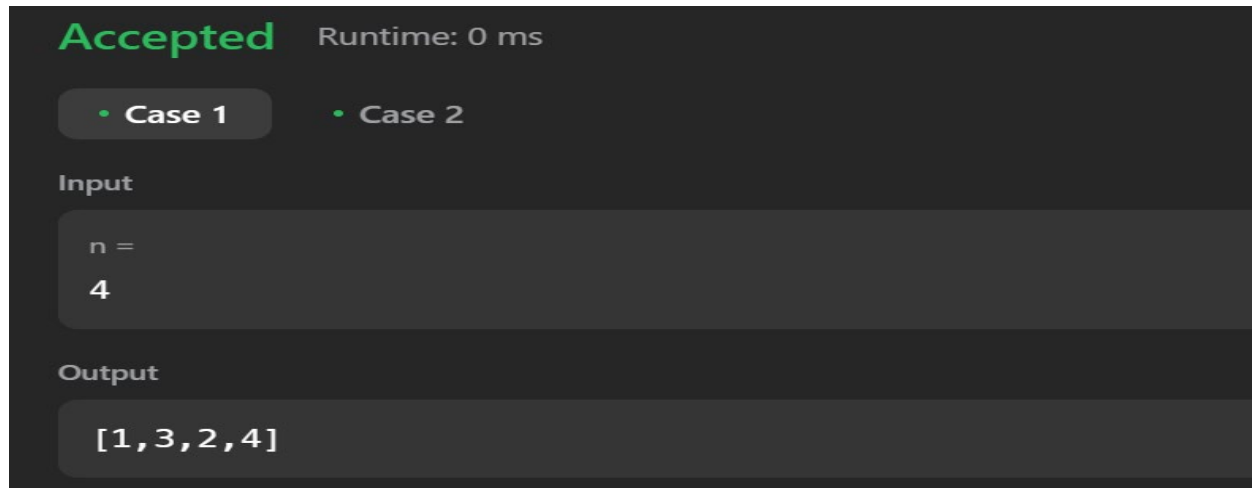 Accepted Runtime: 0 ms
• Case 1 • Case 2
Input
n =
4
Output
[1,3,2,4]